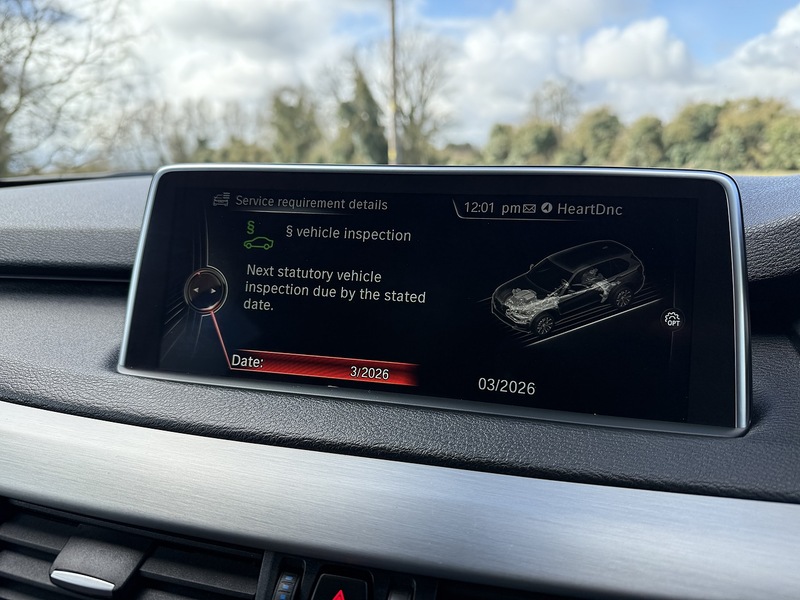 Service requirement details
12:01 pm HeartDnc
§
§ vehicle inspection
Next statutory vehicle
inspection due by the stated
date.
OPT
Date:
3/2026
03/2026